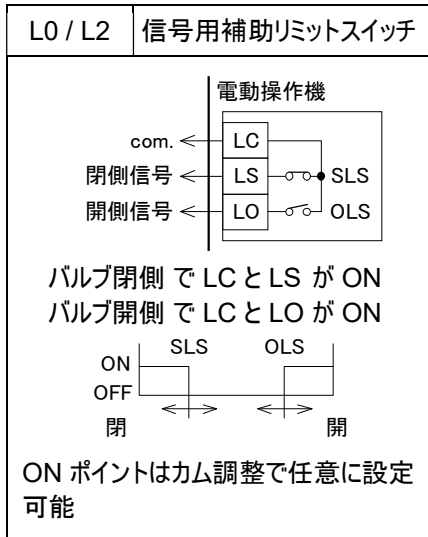 L0 / L2 信号用補助リミットスイッチ
電動操作機
com. LC
閉側信号 LS SLS
開側信号 LO OLS
バルブ閉側 で LC と LS が ON
バルブ開側 で LC と LO が ON
SLS OLS
ON
OFF
閉 開
ON ポイントはカム調整で任意に設定
可能